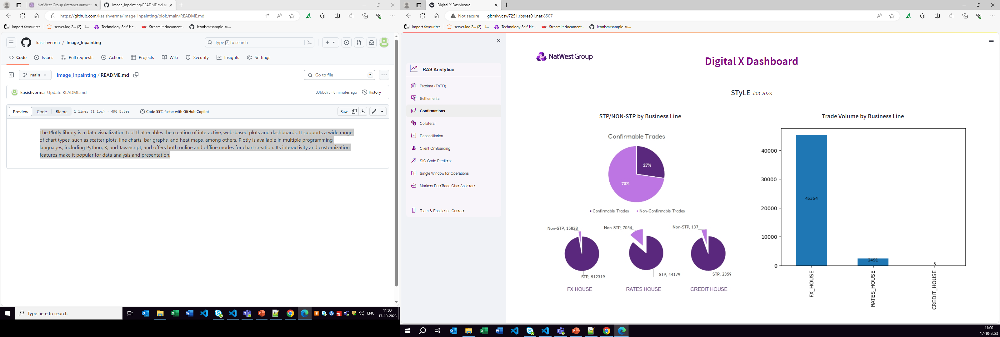 NatWest Group (intranet.natwest
Image_Inpainting/README.md a
https://github.com/kasishverma/Image_Inpainting/blob/main/README.md
Import favourites
server.log.2... (2) - J...
Technology Self-He...
Streamlit document...
leonism/sample-su...
kasishverma / Image_Inpainting
Type / to search
Code
Issues
Pull requests
Actions
Projects
Wiki
Security
Insights
Settings
main
Image_Inpainting / README.md
Go to file
t
kasishverma Update README.md
33bbd73 · 8 minutes ago
History
Preview
Code
Blame
1 lines (1 loc) · 490 Bytes
Code 55% faster with GitHub Copilot
Raw
The Plotly library is a data visualization tool that enables the creation of interactive, web-based plots and dashboards. It supports a wide range
of chart types, such as scatter plots, line charts, bar graphs, and heat maps, among others. Plotly is available in multiple programming
languages, including Python, R, and JavaScript, and offers both online and offline modes for chart creation. Its interactivity and customization
features make it popular for data analysis and presentation.
Type here to search
ENG
11:00
17-10-2023
Digital X Dashboard
Not secure
gbmlvvcsw7251.rbsres01.net:8507
Import favourites
server.log.2... (2) - J...
Technology Self-He...
Streamlit document...
leonism/sample-su...
RAS Analytics
Proxima (TnTR)
Settlements
Confirmations
Collateral
Reconciliation
Client OnBoarding
SIC Code Predictor
Single Window for Operations
Markets PostTrade Chat Assistant
Team & Escalation Contact
NatWest Group
Digital X Dashboard
STyLE Jan 2023
STP/NON-STP by Business Line
Confirmable Trades
27%
73%
Confirmable Trades
Non-Confirmable Trades
Non-STP, 15828
Non-STP, 7054
Non-STP, 137
STP, 512319
STP, 44179
STP, 2359
FX HOUSE
RATES HOUSE
CREDIT HOUSE
Trade Volume by Business Line
40000
30000
20000
10000
0
45354
2491
5
FX_HOUSE
RATES_HOUSE
CREDIT_HOUSE
11:00
17-10-2023